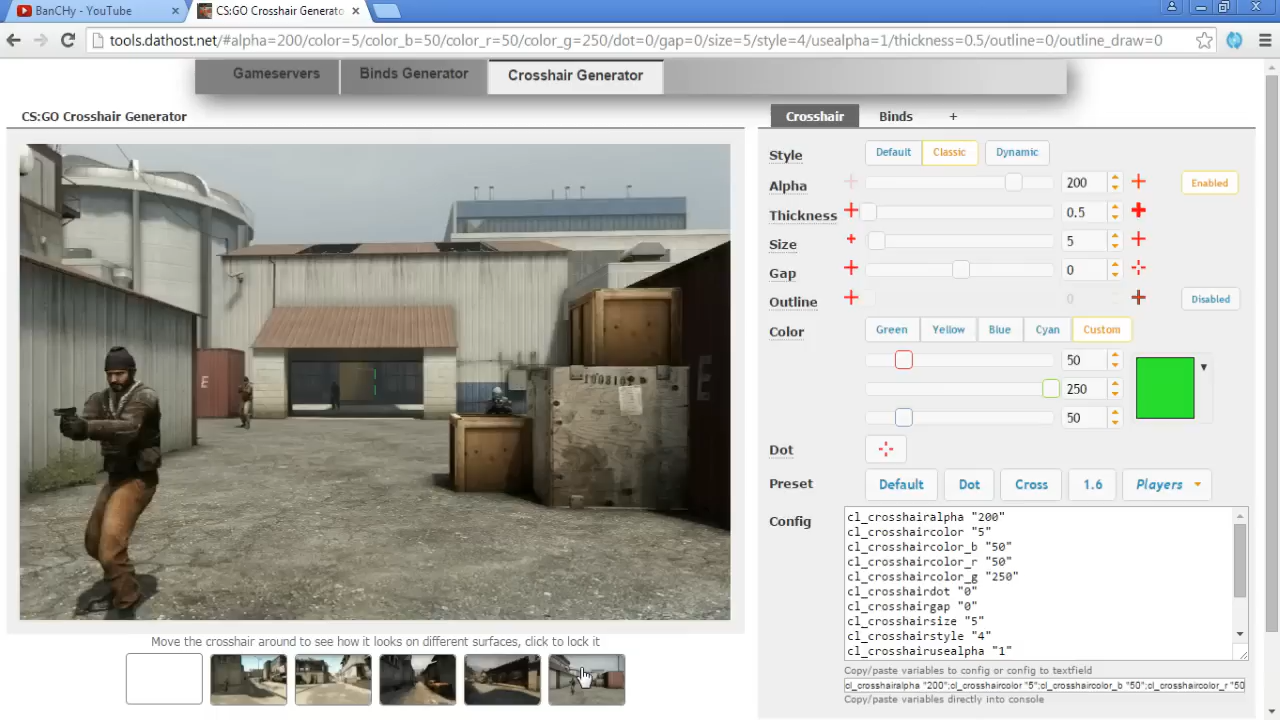 BanCHy - YouTube
CS:GO Crosshair Generato
tools.dathost.net/#alpha=200/color=5/color_b=50/color_r=50/color_g=250/dot=0/gap=0/size=5/style=4/usealpha=1/thickness=0.5/outline=0/outline_draw=0
Gameservers Binds Generator Crosshair Generator
CS:GO Crosshair Generator
Crosshair Binds +
Style Default Classic Dynamic
Alpha 200 Enabled
Thickness 0.5
Size 5
Gap 0
Outline 0 Disabled
Color Green Yellow Blue Cyan Custom
50
250
50
Dot
Preset Default Dot Cross 1.6 Players
Config
cl_crosshairalpha "200"
cl_crosshaircolor "5"
cl_crosshaircolor_b "50"
cl_crosshaircolor_r "50"
cl_crosshaircolor_g "250"
cl_crosshairdot "0"
cl_crosshairgap "0"
cl_crosshairsize "5"
cl_crosshairstyle "4"
cl_crosshairusealpha "1"
Move the crosshair around to see how it looks on different surfaces, click to lock it
Copy/paste variables to config or config to textfield
cl_crosshairalpha "200";cl_crosshaircolor "5";cl_crosshaircolor_b "50";cl_crosshaircolor_r "50
Copy/paste variables directly into console